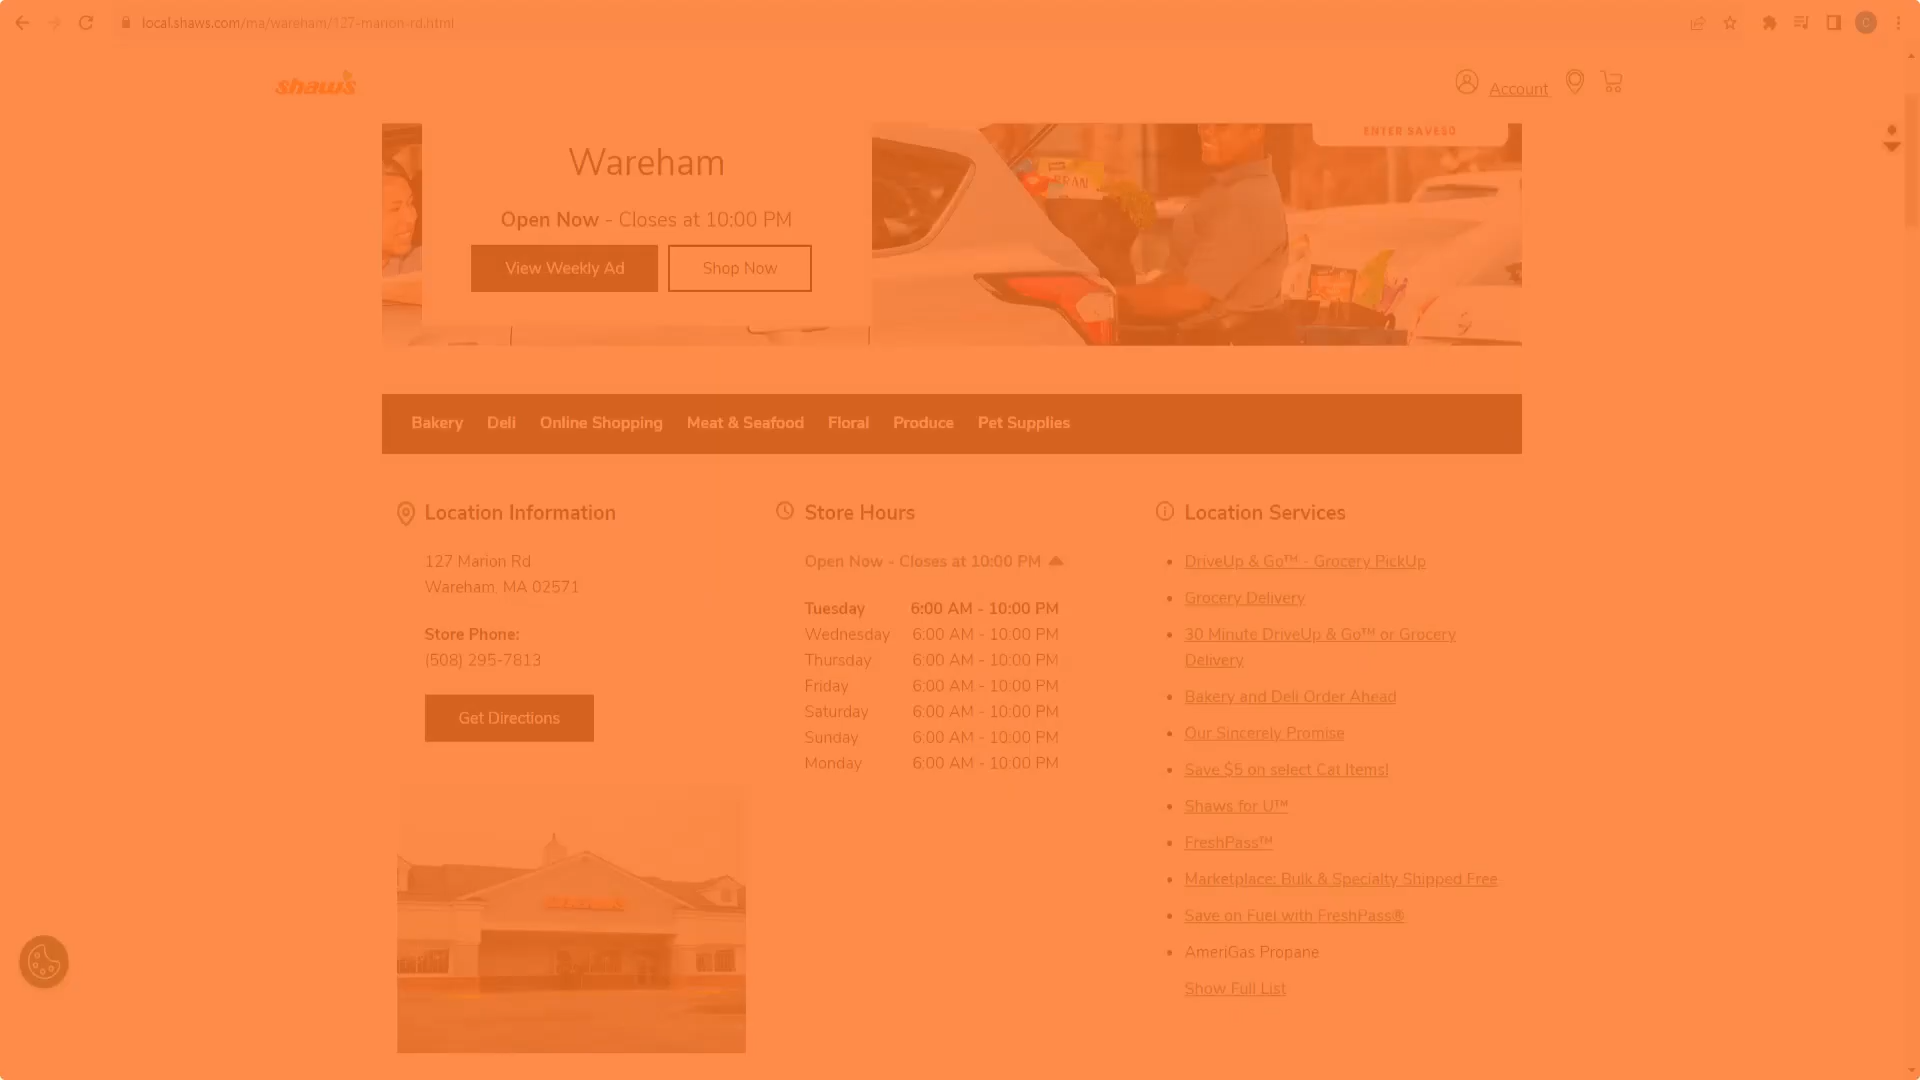 local.shaws.com/ma/wareham/127-marion-rd.html
C
shaw's
Account
ENTER SAVE30
BRAN
Wareham
Open Now - Closes at 10:00 PM
View Weekly Ad
Shop Now
Bakery Deli Online Shopping Meat & Seafood Floral Produce Pet Supplies
Location Information
127 Marion Rd
Wareham, MA 02571
Store Phone:
(508) 295-7813
Get Directions
Store Hours
Open Now - Closes at 10:00 PM
Tuesday 6:00 AM - 10:00 PM
Wednesday 6:00 AM - 10:00 PM
Thursday 6:00 AM - 10:00 PM
Friday 6:00 AM - 10:00 PM
Saturday 6:00 AM - 10:00 PM
Sunday 6:00 AM - 10:00 PM
Monday 6:00 AM - 10:00 PM
Location Services
DriveUp & Go™ - Grocery PickUp
Grocery Delivery
30 Minute DriveUp & Go™ or Grocery
Delivery
Bakery and Deli Order Ahead
Our Sincerely Promise
Save $5 on select Cat Items!
Shaws for U™
FreshPass™
Marketplace: Bulk & Specialty Shipped Free
Save on Fuel with FreshPass®
AmeriGas Propane
Show Full List